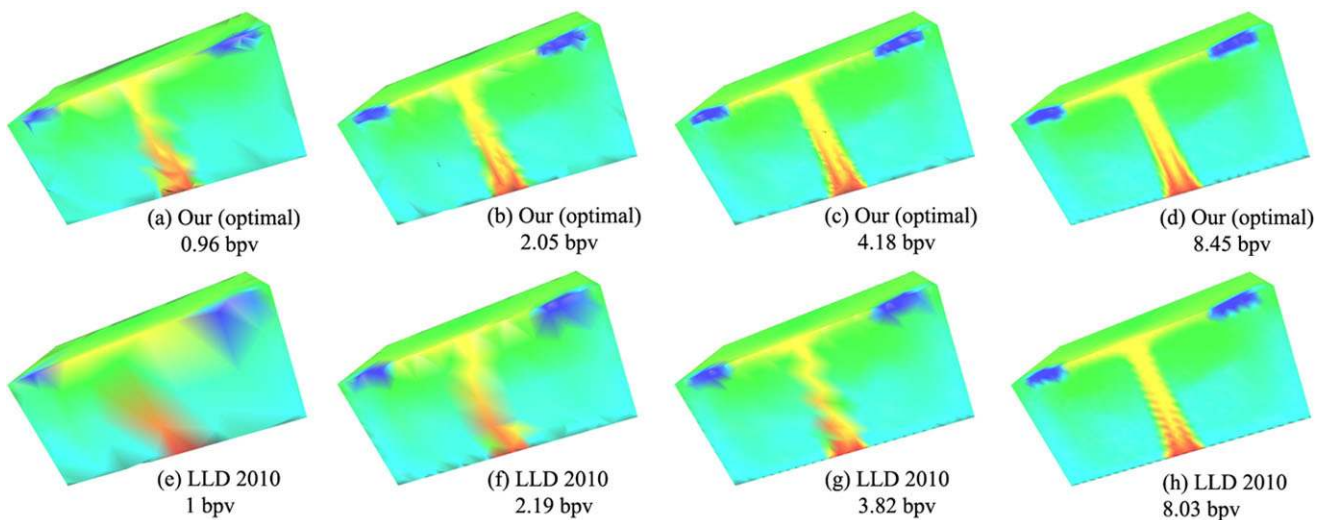 (a) Our (optimal)
0.96 bpv
(b) Our (optimal)
2.05 bpv
(c) Our (optimal)
4.18 bpv
(d) Our (optimal)
8.45 bpv
(e) LLD 2010
1 bpv
(f) LLD 2010
2.19 bpv
(g) LLD 2010
3.82 bpv
(h) LLD 2010
8.03 bpv